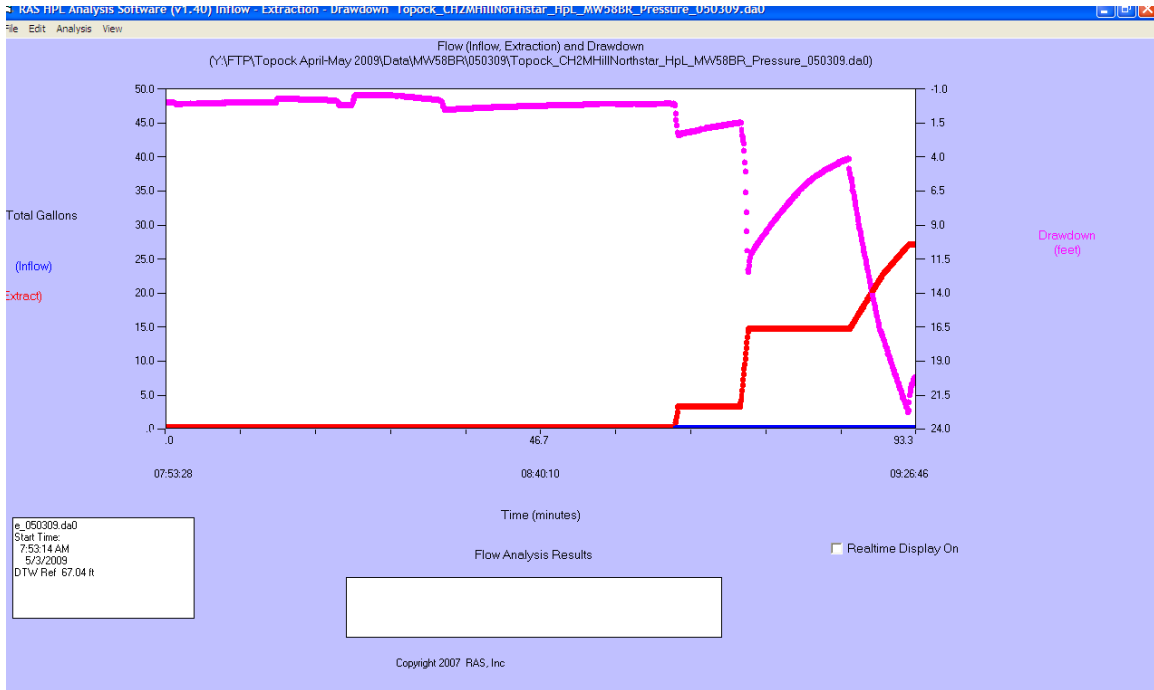 RAS HPL Analysis Software (v1.40) Inflow - Extraction - Drawdown Topock_CH2MHillNorthstar_HpL_MW58BR_Pressure_050309.da0
File Edit Analysis View
Flow (Inflow, Extraction) and Drawdown
(Y:\FTP\Topock April-May 2009\Data\MW58BR\050309\Topock_CH2MHillNorthstar_HpL_MW58BR_Pressure_050309.da0)
50.0
45.0
40.0
35.0
30.0
25.0
20.0
15.0
10.0
5.0
.0
Total Gallons
(Inflow)
Extract)
-1.0
1.5
4.0
6.5
9.0
11.5
14.0
16.5
19.0
21.5
24.0
Drawdown
(feet)
.0 46.7 93.3
07:53:28 08:40:10 09:26:46
Time (minutes)
e_050309.da0
Start Time:
7:53:14 AM
5/3/2009
DTW Ref 67.04 ft
Flow Analysis Results
Realtime Display On
Copyright 2007 RAS, Inc